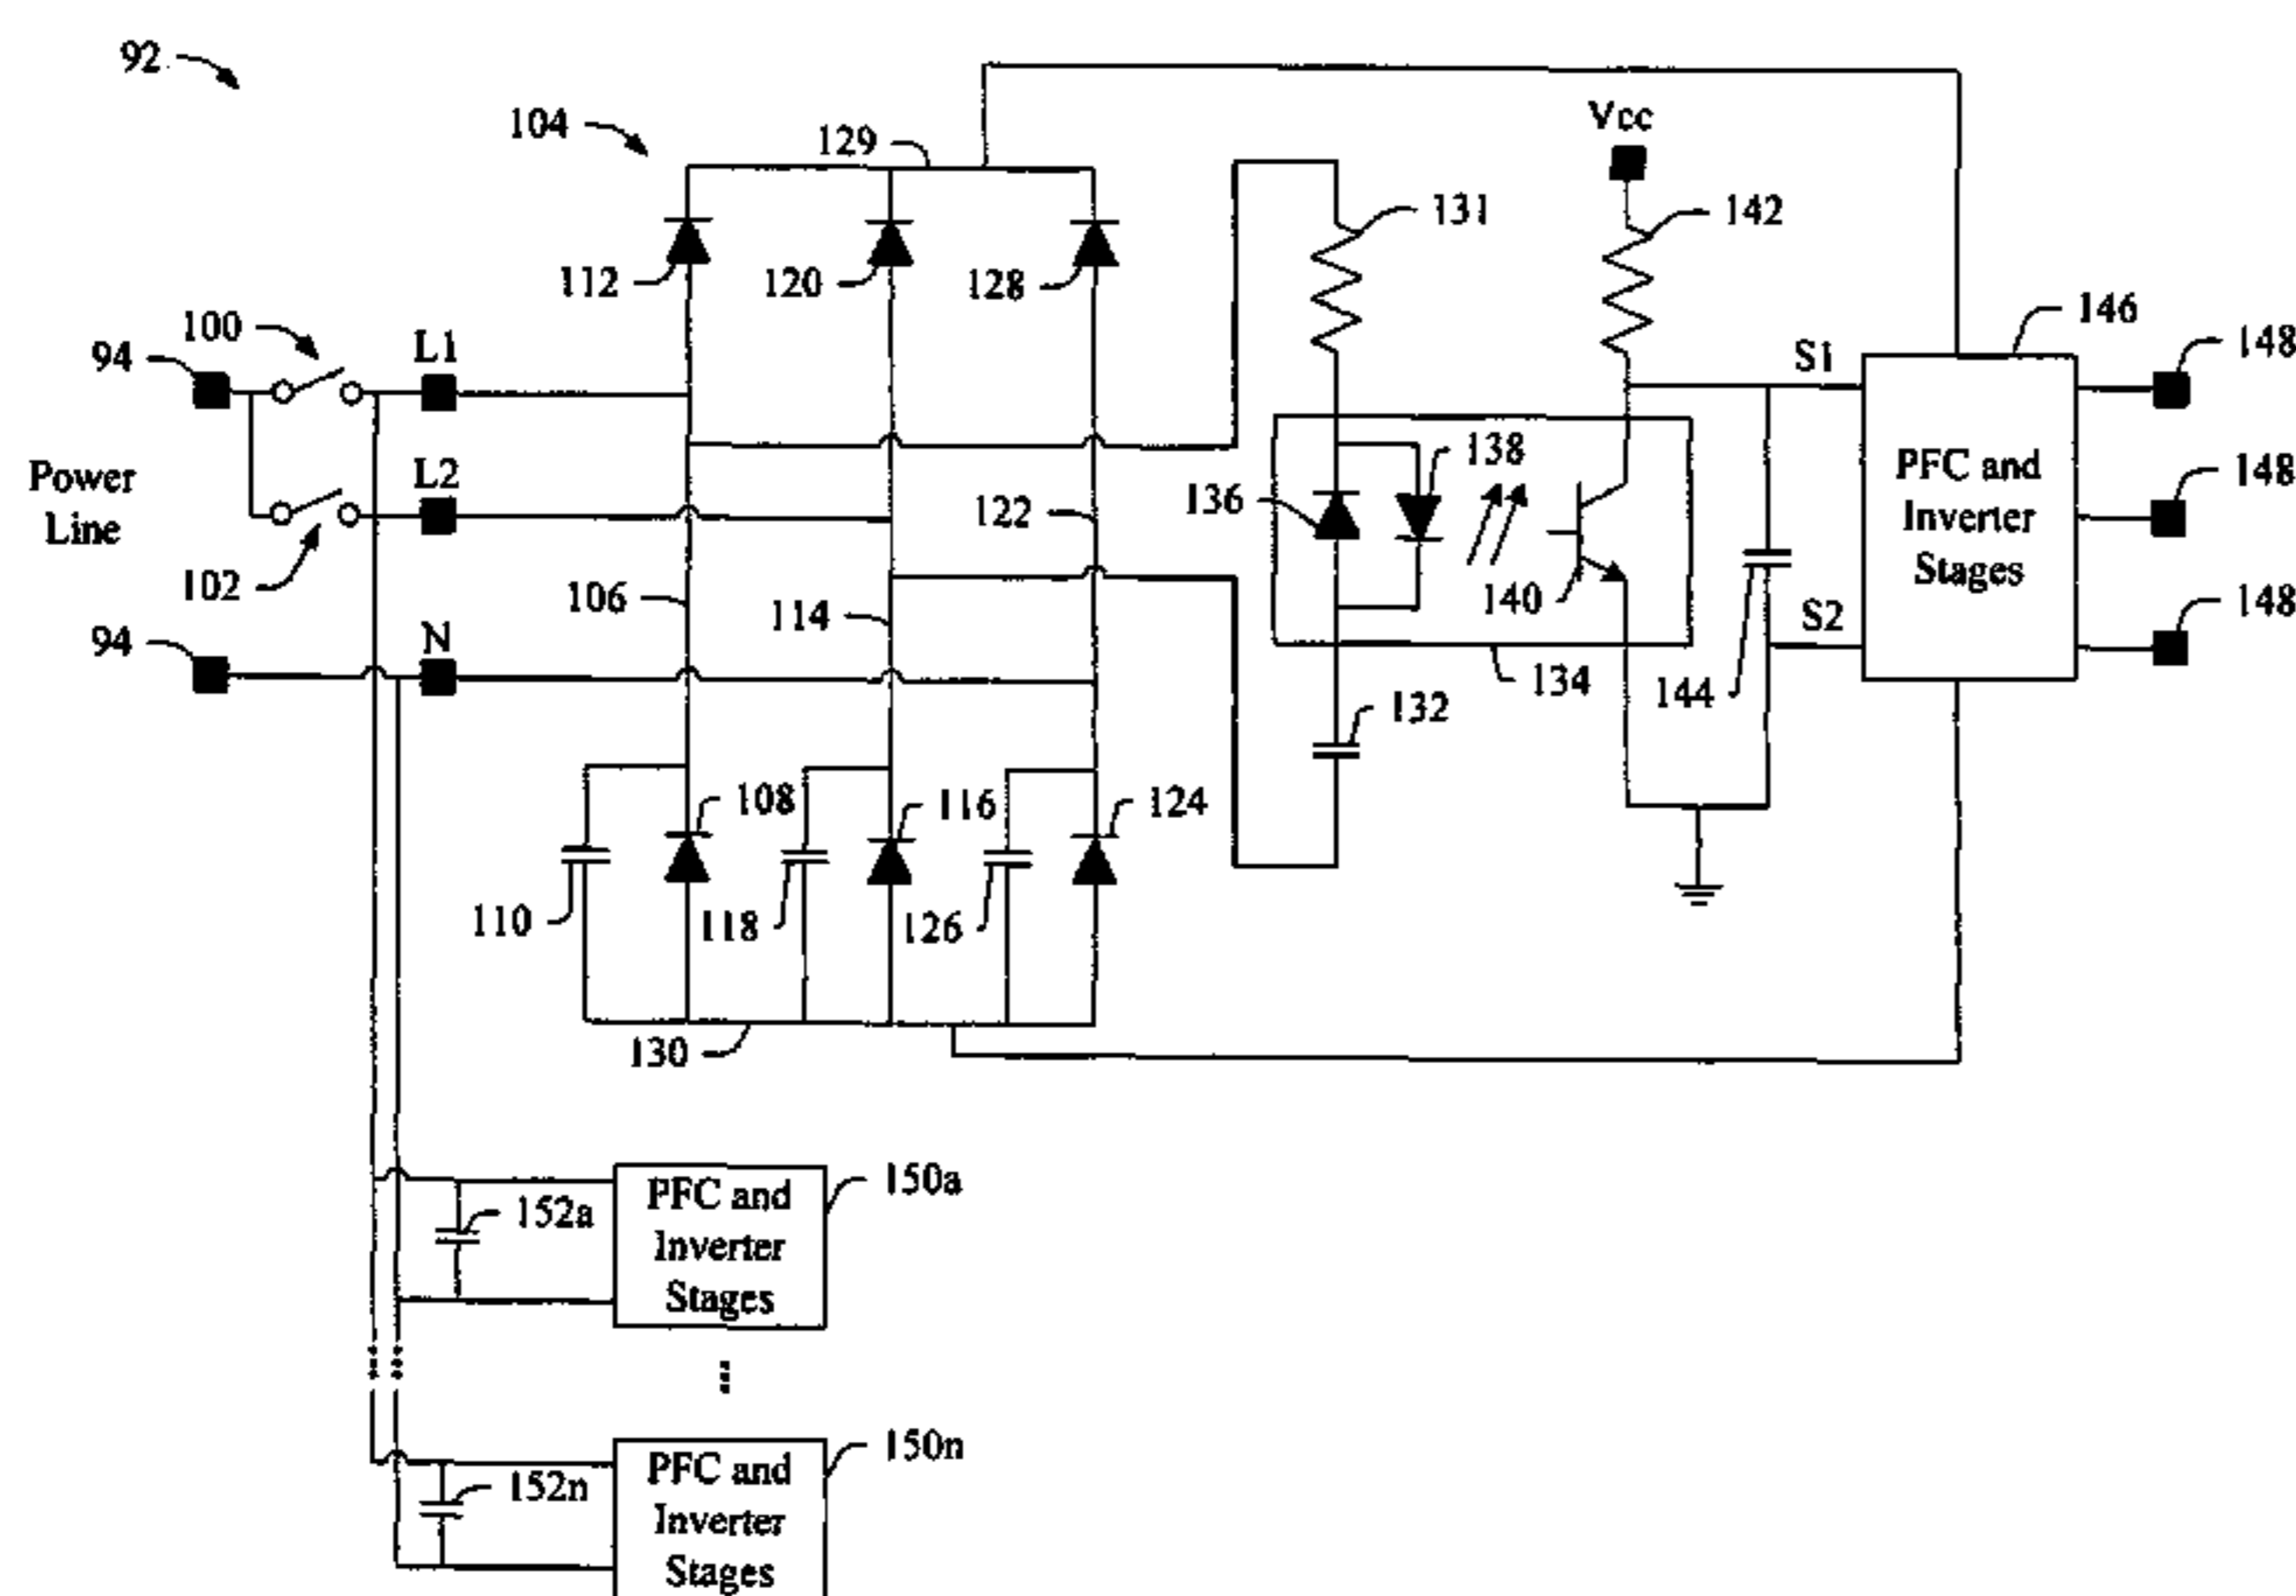 92
104
129
Vcc
131
142
112
120
128
100
94
L1
146
148
S1
Power
Line
L2
138
136
122
PFC and
Inverter
Stages
148
102
106
114
140
S2
148
94
N
134
144
132
108
116
124
110
118
126
130
PFC and
Inverter
Stages
150a
152a
PFC and
Inverter
Stages
150n
152n